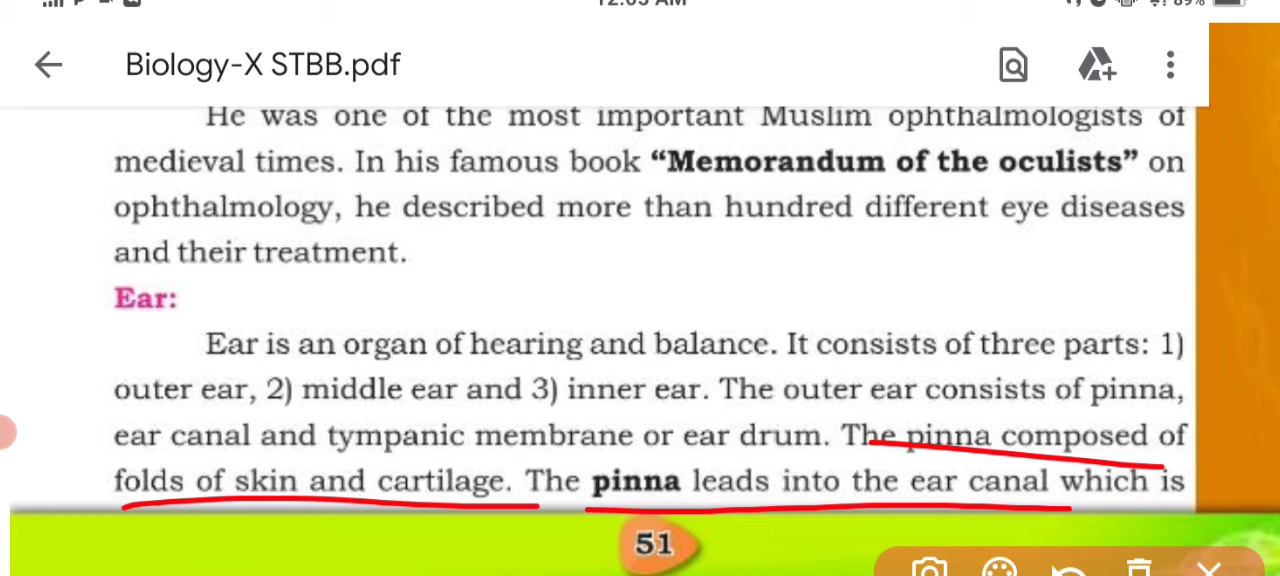 12:05 AM
89%
Biology-X STBB.pdf
He was one of the most important Muslim ophthalmologists of
medieval times. In his famous book “Memorandum of the oculists” on
ophthalmology, he described more than hundred different eye diseases
and their treatment.
Ear:
Ear is an organ of hearing and balance. It consists of three parts: 1)
outer ear, 2) middle ear and 3) inner ear. The outer ear consists of pinna,
ear canal and tympanic membrane or ear drum. The pinna composed of
folds of skin and cartilage. The pinna leads into the ear canal which is
51